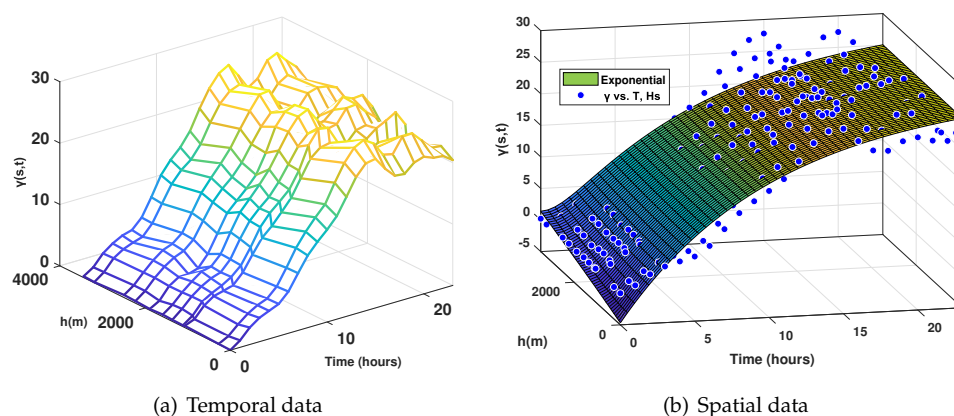 30
20
10
0
4000
2000
0
0
10
20
γ(s,t)
h(m)
Time (hours)
(a) Temporal data
30
25
20
15
10
5
0
-5
2000
0
0
5
10
15
20
γ(s,t)
h(m)
Time (hours)
Exponential
γ vs. T, Hs
(b) Spatial data